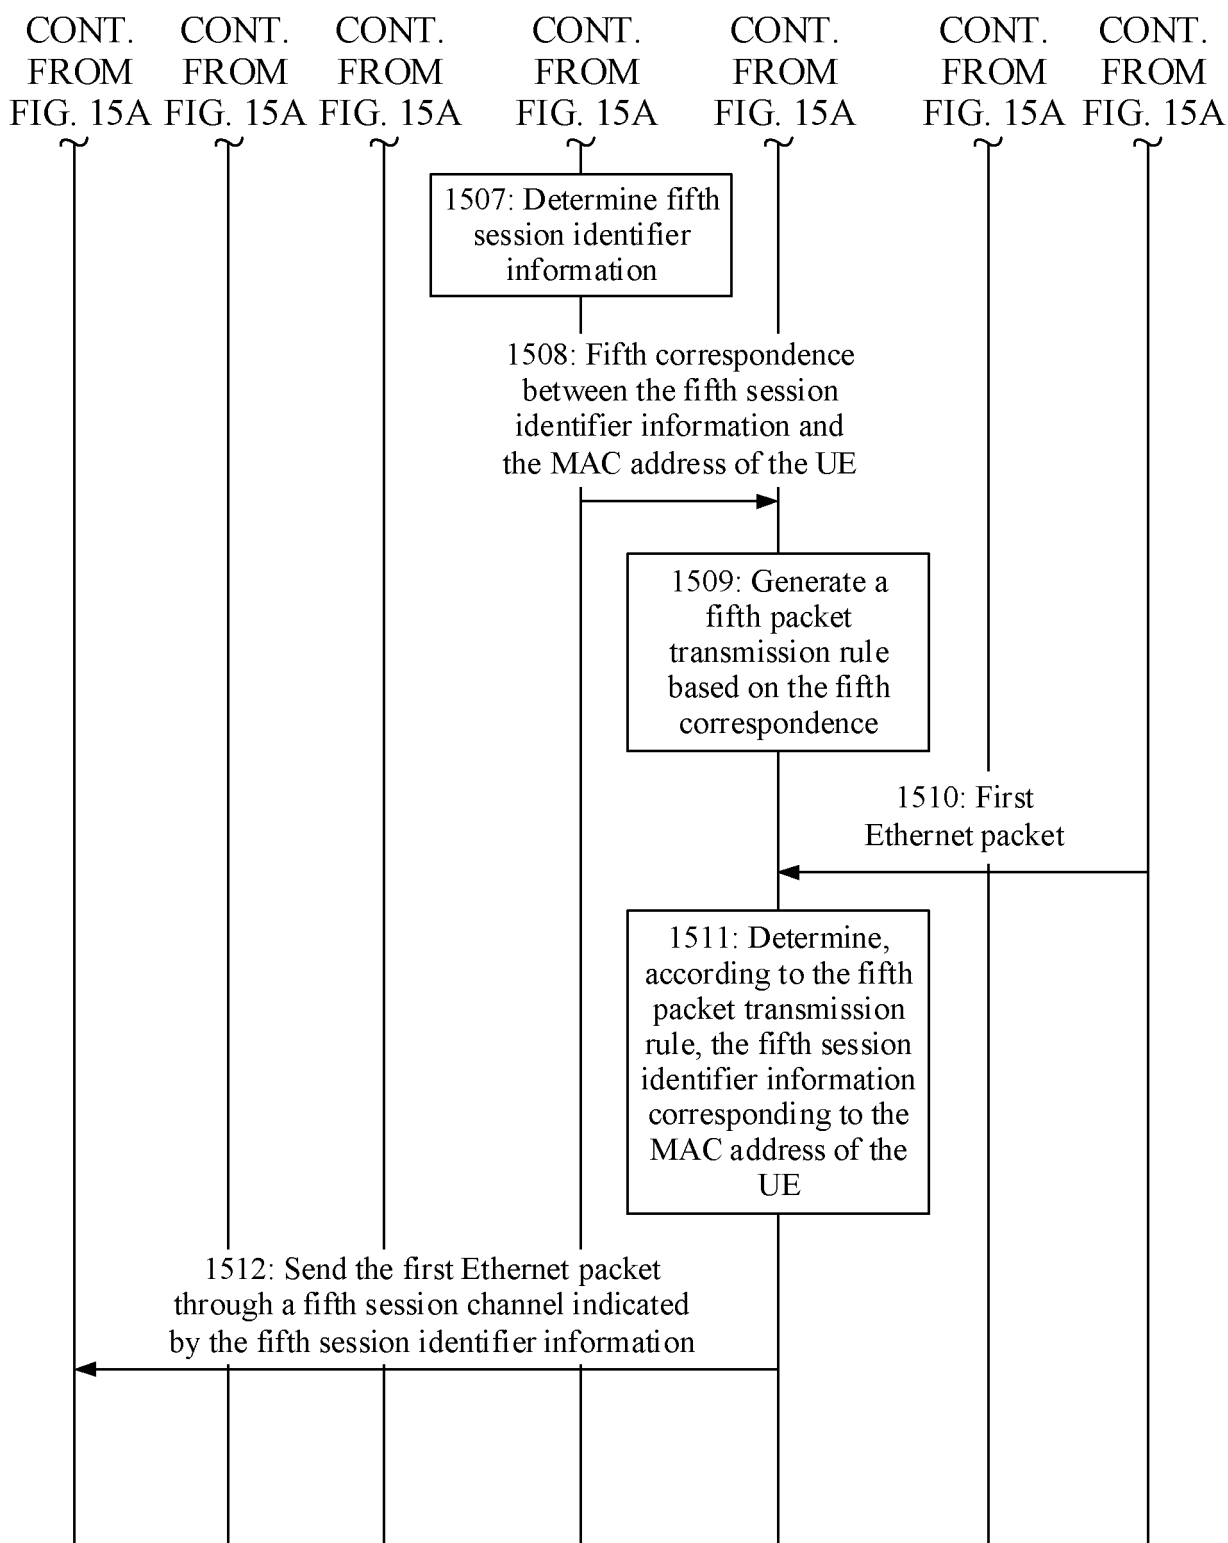 CONT. CONT. CONT. CONT. CONT. CONT. CONT.
FROM FROM FROM FROM FROM FROM FROM
FIG. 15A FIG. 15A FIG. 15A FIG. 15A FIG. 15A FIG. 15A FIG. 15A
1507: Determine fifth
session identifier
information
1508: Fifth correspondence
between the fifth session
identifier information and
the MAC address of the UE
1509: Generate a
fifth packet
transmission rule
based on the fifth
correspondence
1510: First
Ethernet packet
1511: Determine,
according to the fifth
packet transmission
rule, the fifth session
identifier information
corresponding to the
MAC address of the
UE
1512: Send the first Ethernet packet
through a fifth session channel indicated
by the fifth session identifier information